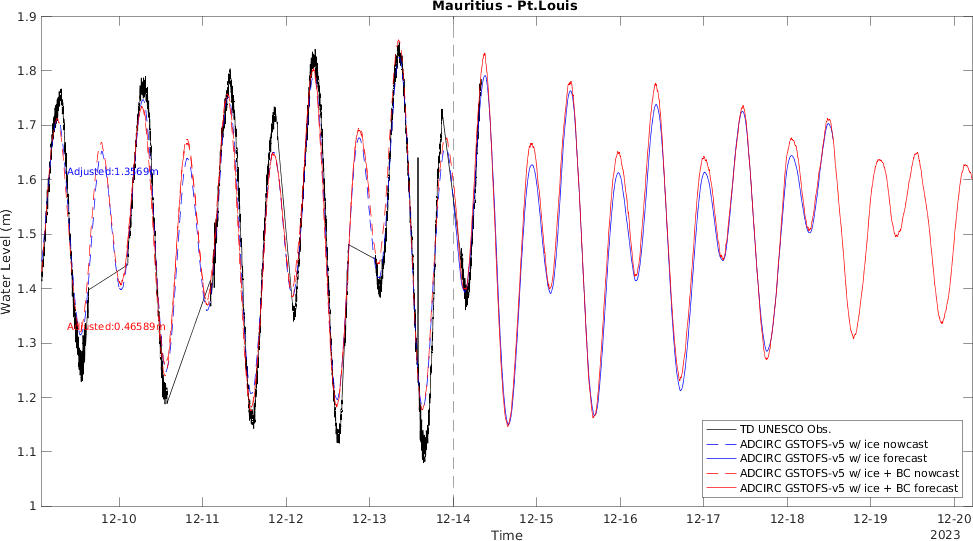 Mauritius - Pt.Louis
1.9
1.8
1.7
1.6
1.5
1.4
1.3
1.2
1.1
1
Water Level (m)
Adjusted:1.3569m
Adjusted:0.46589m
TD UNESCO Obs.
ADCIRC GSTOFS-v5 w/ ice nowcast
ADCIRC GSTOFS-v5 w/ ice forecast
ADCIRC GSTOFS-v5 w/ ice + BC nowcast
ADCIRC GSTOFS-v5 w/ ice + BC forecast
12-10 12-11 12-12 12-13 12-14 12-15 12-16 12-17 12-18 12-19 12-20
2023
Time